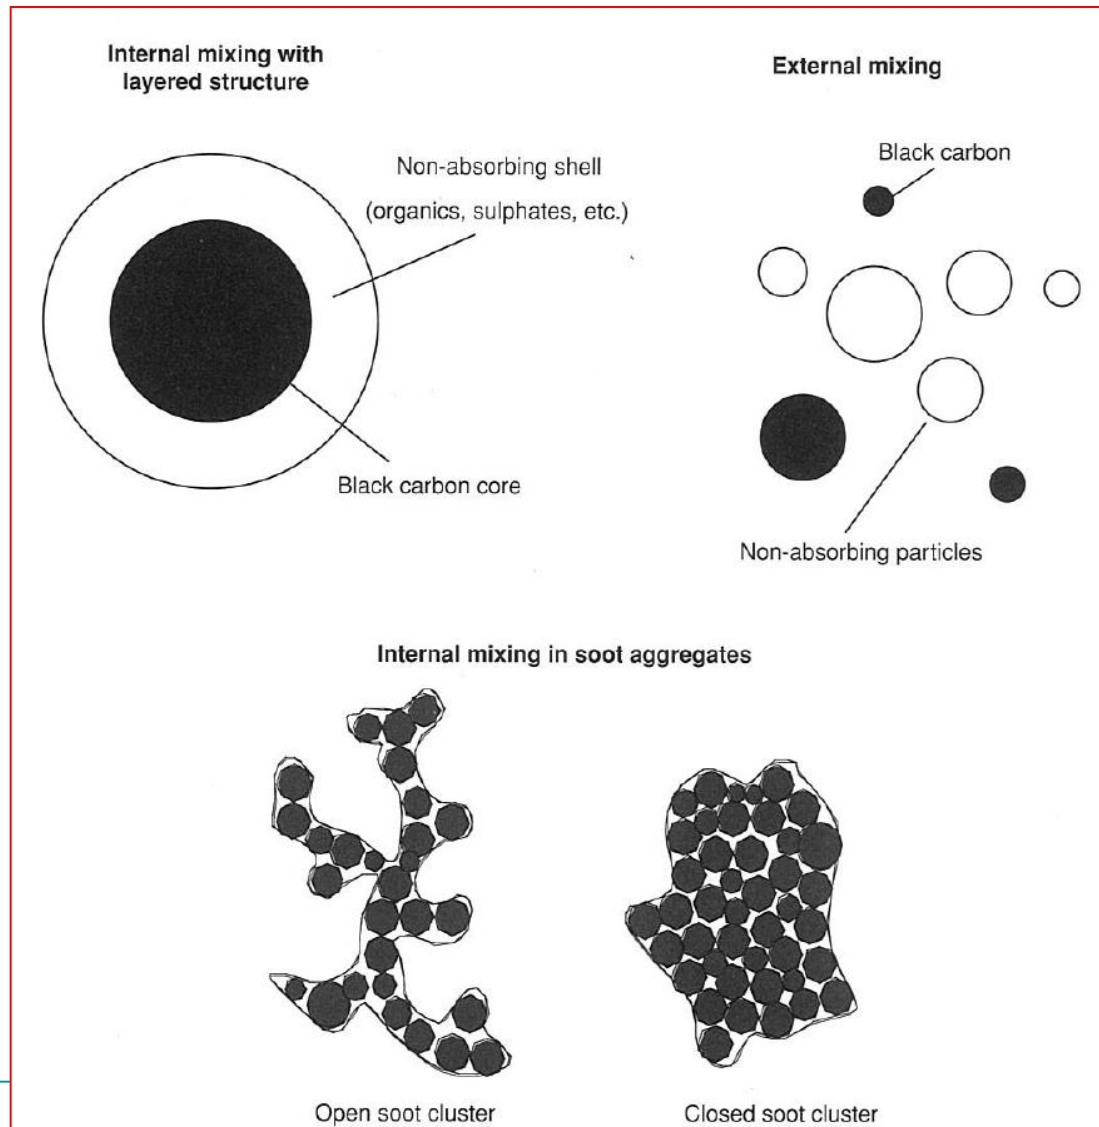 Internal mixing with
layered structure
External mixing
Non-absorbing shell
(organics, sulphates, etc.)
Black carbon
Black carbon core
Non-absorbing particles
Internal mixing in soot aggregates
Open soot cluster
Closed soot cluster